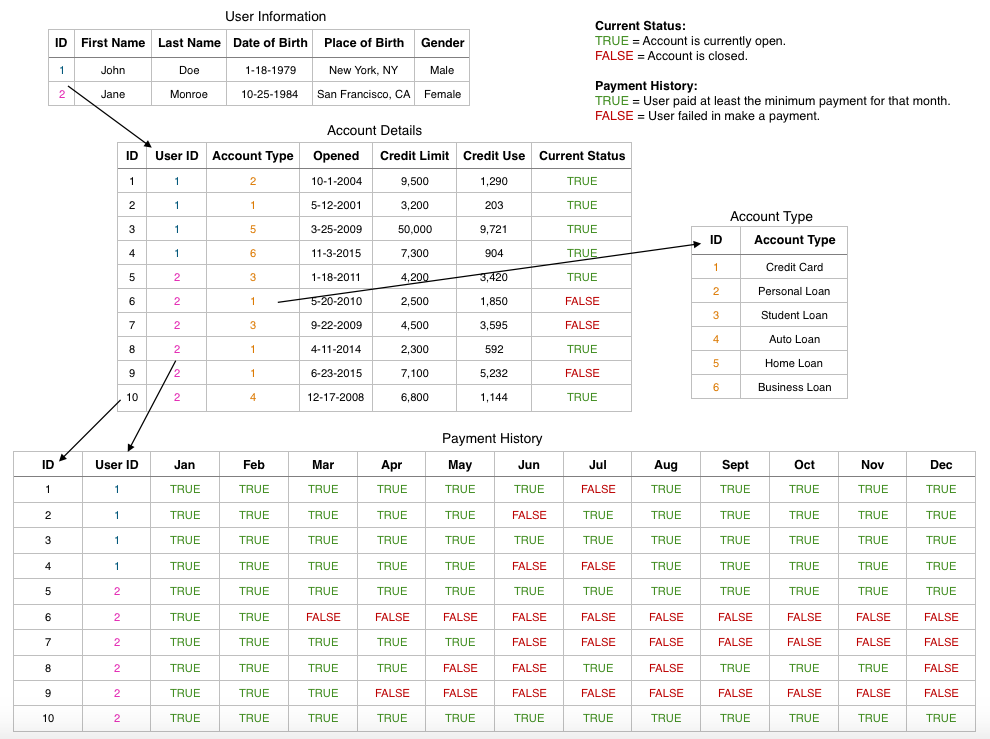 User Information
ID First Name Last Name Date of Birth Place of Birth Gender
1 John Doe 1-18-1979 New York, NY Male
2 Jane Monroe 10-25-1984 San Francisco, CA Female
Current Status:
TRUE = Account is currently open.
FALSE = Account is closed.
Payment History:
TRUE = User paid at least the minimum payment for that month.
FALSE = User failed in make a payment.
Account Details
ID User ID Account Type Opened Credit Limit Credit Use Current Status
1 1 2 10-1-2004 9,500 1,290 TRUE
2 1 1 5-12-2001 3,200 203 TRUE
3 1 5 3-25-2009 50,000 9,721 TRUE
4 1 6 11-3-2015 7,300 904 TRUE
5 2 3 1-18-2011 4,200 3,420 TRUE
6 2 1 5-20-2010 2,500 1,850 FALSE
7 2 3 9-22-2009 4,500 3,595 FALSE
8 2 1 4-11-2014 2,300 592 TRUE
9 2 1 6-23-2015 7,100 5,232 FALSE
10 2 4 12-17-2008 6,800 1,144 TRUE
Account Type
ID Account Type
1 Credit Card
2 Personal Loan
3 Student Loan
4 Auto Loan
5 Home Loan
6 Business Loan
Payment History
ID User ID Jan Feb Mar Apr May Jun Jul Aug Sept Oct Nov Dec
1 1 TRUE TRUE TRUE TRUE TRUE TRUE FALSE TRUE TRUE TRUE TRUE TRUE
2 1 TRUE TRUE TRUE TRUE TRUE FALSE TRUE TRUE TRUE TRUE TRUE TRUE
3 1 TRUE TRUE TRUE TRUE TRUE TRUE TRUE TRUE TRUE TRUE TRUE TRUE
4 1 TRUE TRUE TRUE TRUE TRUE FALSE FALSE TRUE TRUE TRUE TRUE TRUE
5 2 TRUE TRUE TRUE TRUE TRUE TRUE TRUE TRUE TRUE TRUE TRUE TRUE
6 2 TRUE TRUE FALSE FALSE FALSE FALSE FALSE FALSE FALSE FALSE FALSE FALSE
7 2 TRUE TRUE TRUE TRUE TRUE FALSE FALSE FALSE FALSE FALSE FALSE FALSE
8 2 TRUE TRUE TRUE TRUE FALSE FALSE TRUE FALSE TRUE TRUE TRUE FALSE
9 2 TRUE TRUE TRUE FALSE FALSE FALSE FALSE FALSE FALSE FALSE FALSE FALSE
10 2 TRUE TRUE TRUE TRUE TRUE TRUE TRUE TRUE TRUE TRUE TRUE TRUE